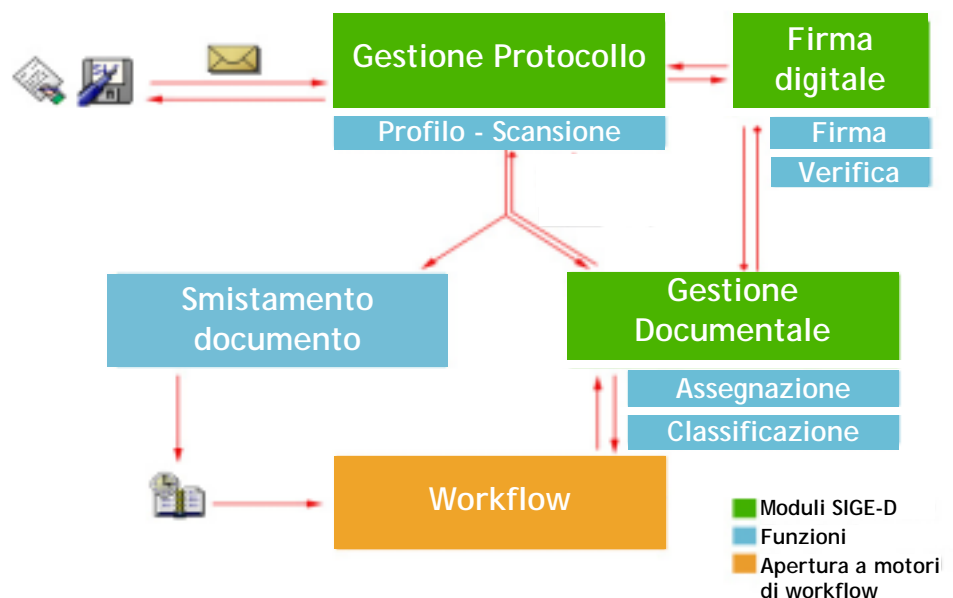 Gestione Protocollo
Firma
digitale
Profilo - Scansione
Firma
Verifica
Smistamento
documento
Gestione
Documentale
Assegnazione
Classificazione
Workflow
Moduli SIGE-D
Funzioni
Apertura a motori
di workflow